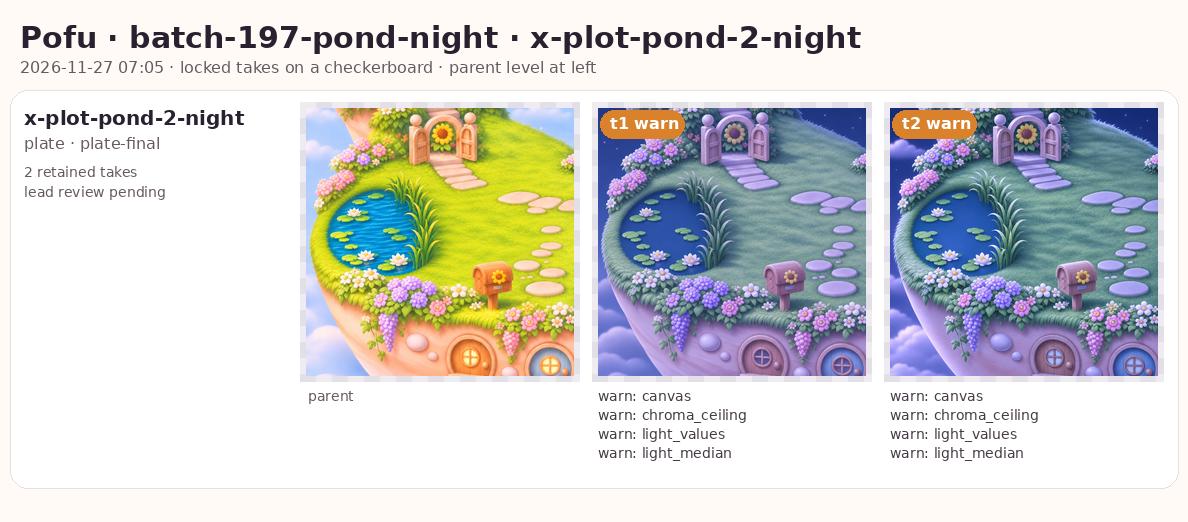 Pofu · batch-197-pond-night · x-plot-pond-2-night
2026-11-27 07:05 · locked takes on a checkerboard · parent level at left
x-plot-pond-2-night
plate · plate-final
2 retained takes
lead review pending
t1 warn
t2 warn
parent
warn: canvas
warn: chroma_ceiling
warn: light_values
warn: light_median
warn: canvas
warn: chroma_ceiling
warn: light_values
warn: light_median